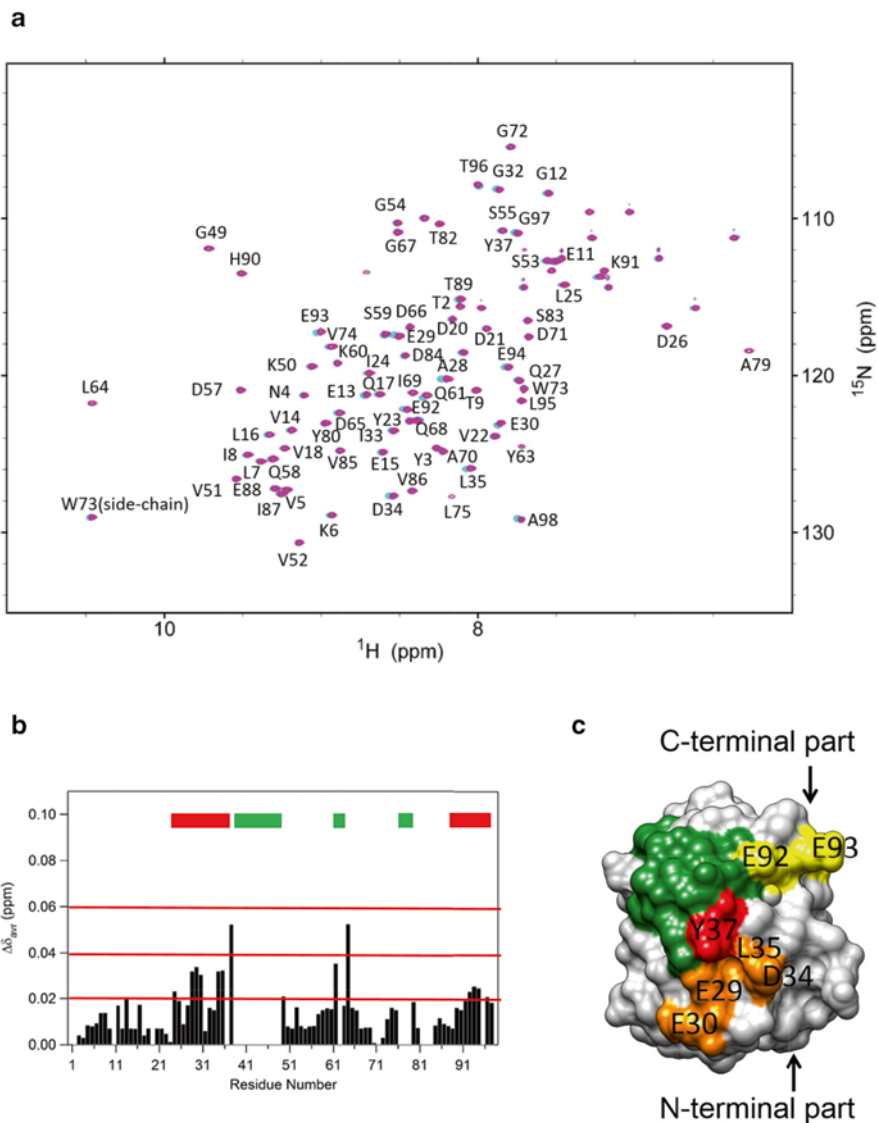 a
G72
T96
G32
G12
G54
S55
G97
G67
T82
Y37
110
G49
S53
E11
H90
K91
T89
L25
E93
S59
D66
T2
V74
D20
S83
E29
D21
D71
D26
K60
D84
E94
A79
K50
I24
A28
Q27
120
I69
Q17
W73
L64
D57
N4
E13
Q61
T9
L95
E92
V14
D65
Y23
E30
L16
Y80
I33
Q68
V22
I8
V18
Y3
Y63
L7
Q58
V85
E15
A70
L35
V51
E88
V86
W73(side-chain)
I87
V5
D34
L75
A98
K6
V52
130
15N (ppm)
10
8
1H (ppm)
b
0.10
0.08
0.06
0.04
0.02
0.00
Δδavr (ppm)
1
11
21
31
41
51
61
71
81
91
Residue Number
c
C-terminal part
E92
E93
Y37
L35
D34
E29
E30
N-terminal part